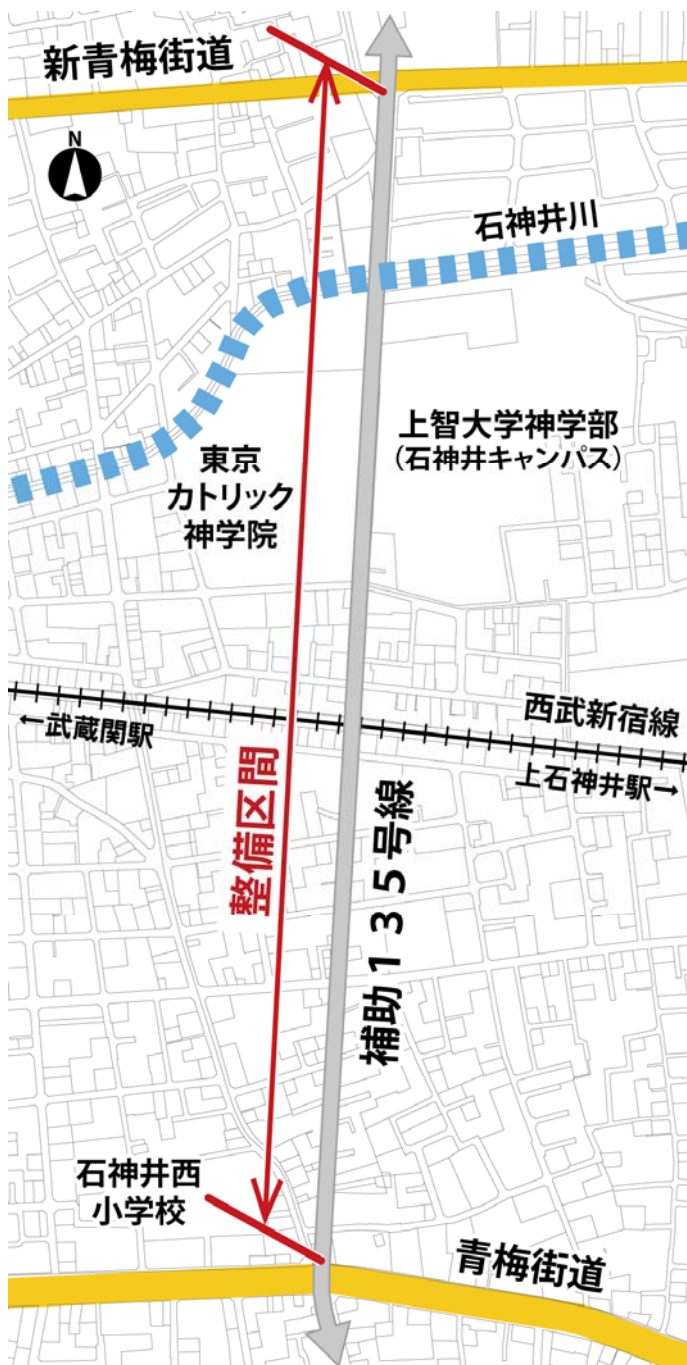 新青梅街道
N
石神井川
上智大学神学部
（石神井キャンパス）
東京
カトリック
神学院
西武新宿線
←武蔵関駅
上石神井駅→
整備区間
補助１３５号線
石神井西
小学校
青梅街道